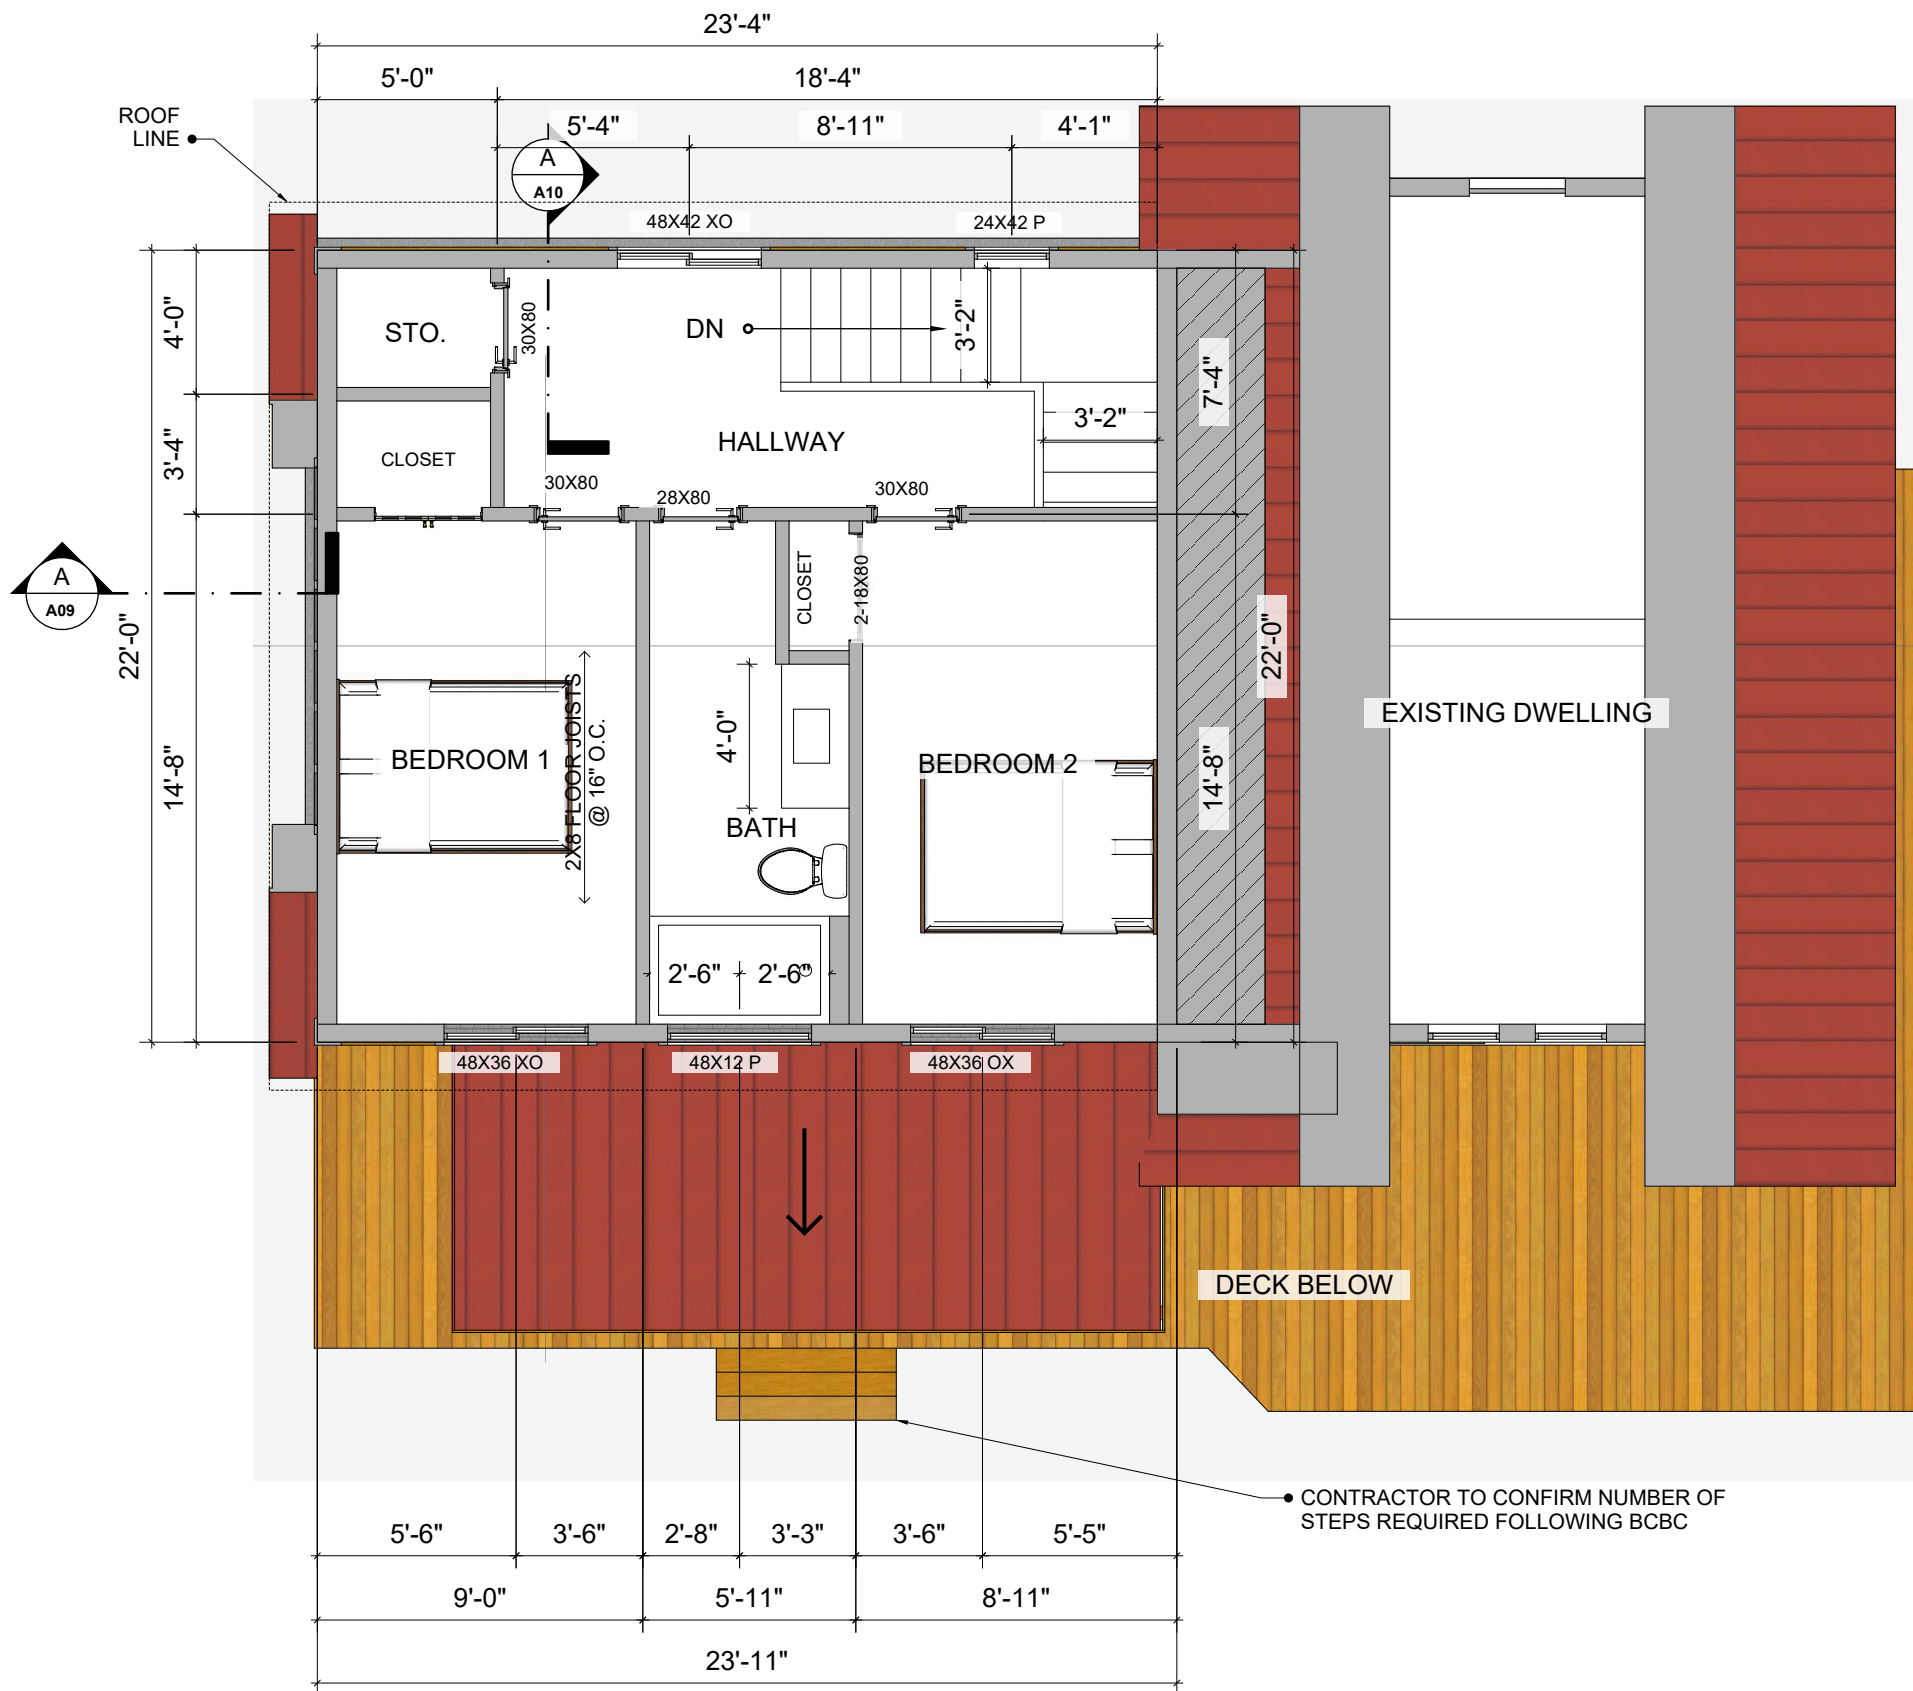 23'-4"
5'-0"
18'-4"
ROOF
LINE
5'-4"
8'-11"
4'-1"
A
A10
48X42 XO
24X42 P
4'-0"
STO.
30X80
DN
3'-2"
7'-4"
3'-4"
CLOSET
HALLWAY
3'-2"
30X80
28X80
30X80
A
A09
22'-0"
CLOSET
2-18X80
22'-0"
14'-8"
BEDROOM 1
2X8 FLOOR JOISTS
@ 16" O.C.
4'-0"
BATH
BEDROOM 2
14'-8"
EXISTING DWELLING
2'-6"
2'-6"
48X36 XO
48X12 P
48X36 OX
DECK BELOW
CONTRACTOR TO CONFIRM NUMBER OF
STEPS REQUIRED FOLLOWING BCBC
5'-6"
3'-6"
2'-8"
3'-3"
3'-6"
5'-5"
9'-0"
5'-11"
8'-11"
23'-11"